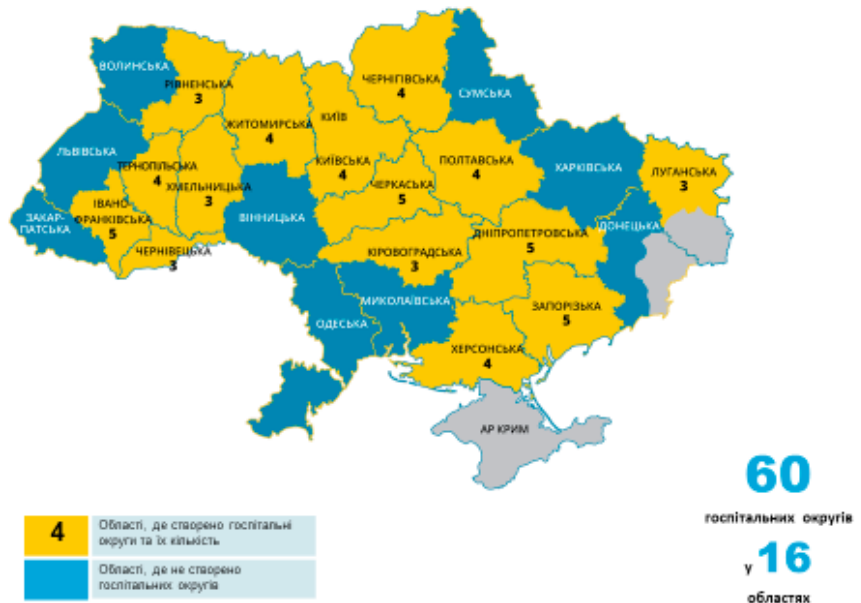 ВОЛИНСЬКА
РІВНЕНСЬКА
3
ЖИТОМИРСЬКА
4
КИЇВ
КИЇВСЬКА
4
ЧЕРНІГІВСЬКА
4
СУМСЬКА
ЛЬВІВСЬКА
ТЕРНОПІЛЬСЬКА
4
ХМЕЛЬНИЦЬКА
3
ЗАКАР-
ПАТСЬКА
ІВАНО
ФРАНКІВСЬКА
5
ЧЕРНІВЕЦЬКА
3
ВІННИЦЬКА
ЧЕРКАСЬКА
5
ПОЛТАВСЬКА
4
ХАРКІВСЬКА
ЛУГАНСЬКА
3
ДОНЕЦЬКА
КІРОВОГРАДСЬКА
3
ДНІПРОПЕТРОВСЬКА
5
ЗАПОРІЗЬКА
5
МИКОЛАЇВСЬКА
ОДЕСЬКА
ХЕРСОНСЬКА
4
АР КРИМ
60
госпітальних округів
у 16
областях
4
Області, де створено госпітальні
округи та їх кількість
Області, де не створено
госпітальних округів